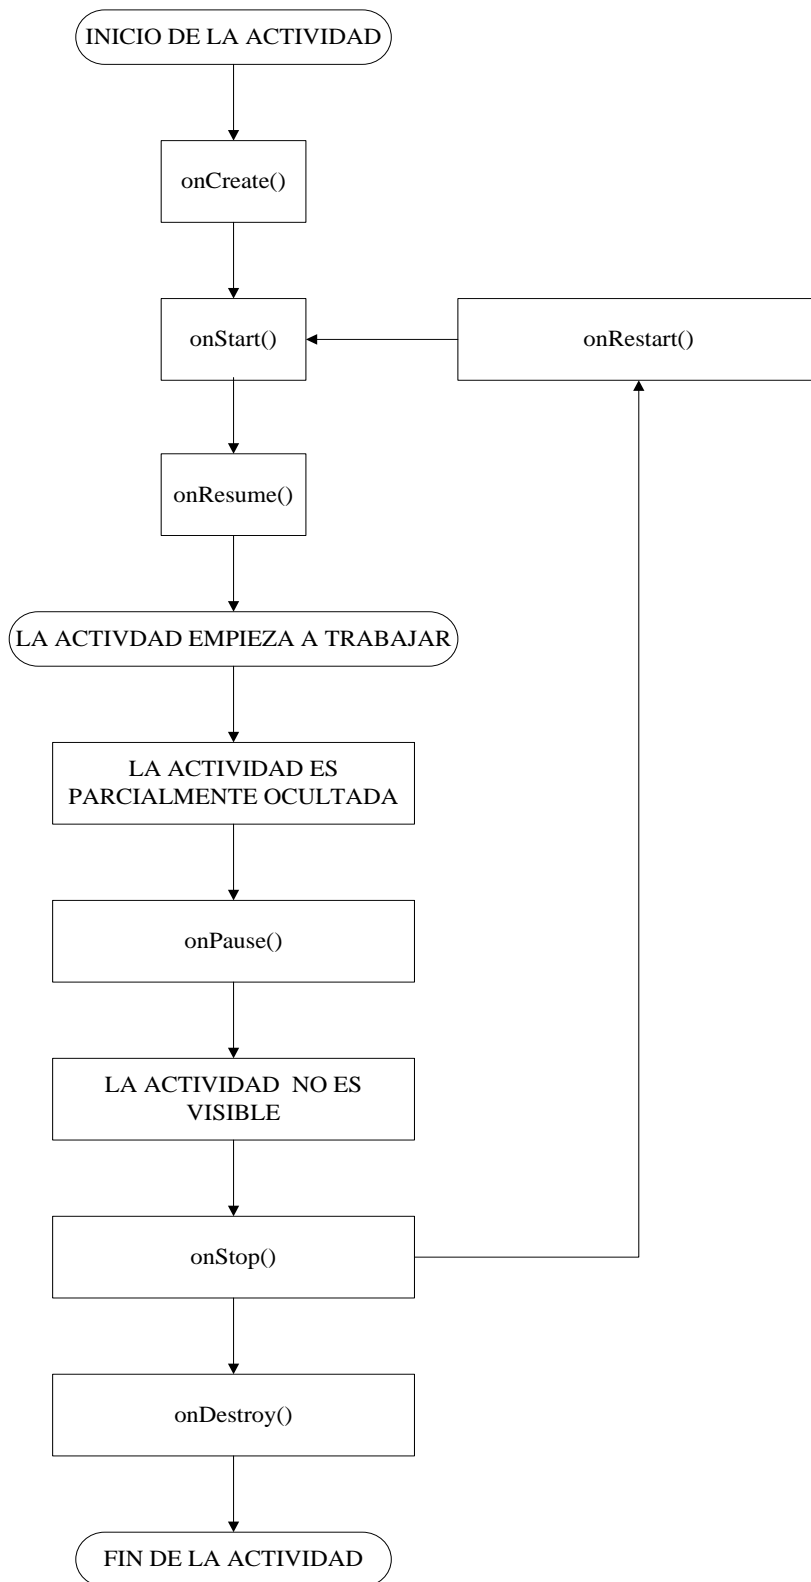 INICIO DE LA ACTIVIDAD
onCreate()
onStart()
onRestart()
onResume()
LA ACTIVDAD EMPIEZA A TRABAJAR
LA ACTIVIDAD ES
PARCIALMENTE OCULTADA
onPause()
LA ACTIVIDAD  NO ES
VISIBLE
onStop()
onDestroy()
FIN DE LA ACTIVIDAD